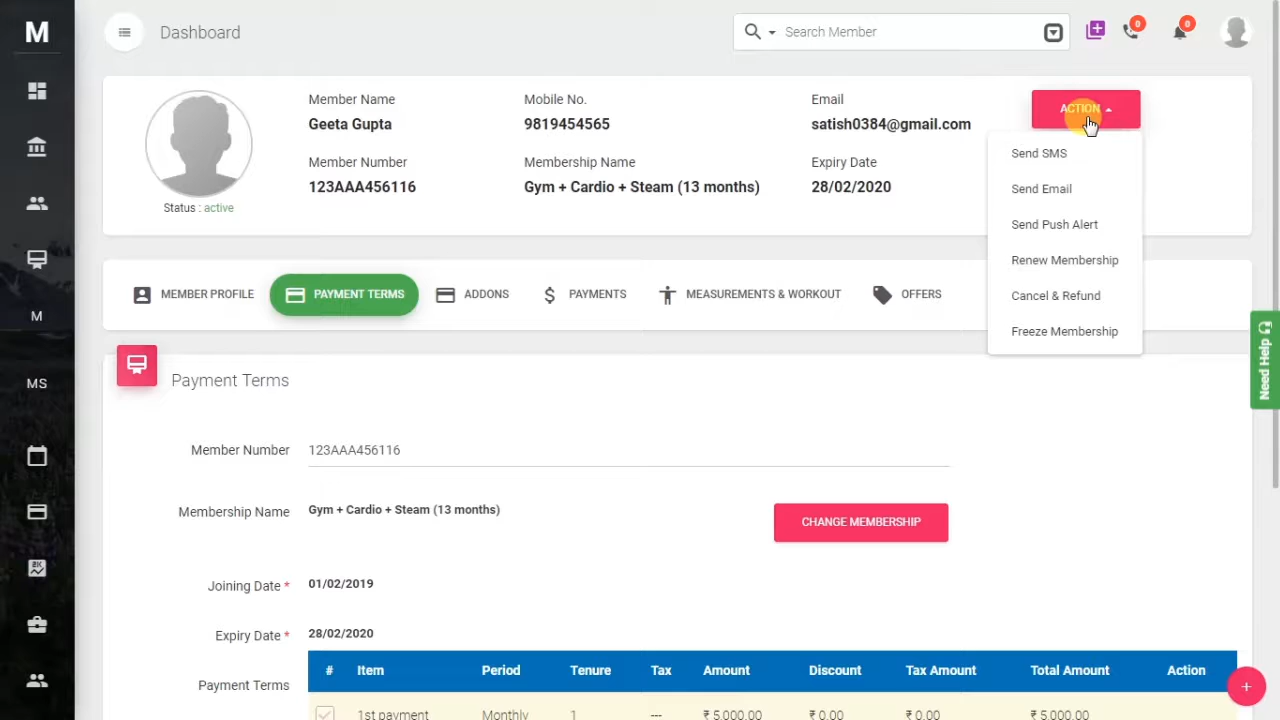 M
Dashboard
Search Member
0
0
Member Name
Mobile No.
Email
ACTION
Geeta Gupta
9819454565
satish0384@gmail.com
Send SMS
Member Number
Membership Name
Expiry Date
123AAA456116
Gym + Cardio + Steam (13 months)
28/02/2020
Send Email
Status : active
Send Push Alert
Renew Membership
Cancel & Refund
Freeze Membership
MEMBER PROFILE
PAYMENT TERMS
ADDONS
PAYMENTS
MEASUREMENTS & WORKOUT
OFFERS
M
Need Help
MS
Payment Terms
Member Number
123AAA456116
Membership Name
Gym + Cardio + Steam (13 months)
CHANGE MEMBERSHIP
Joining Date *
01/02/2019
Expiry Date *
28/02/2020
Payment Terms
# Item Period Tenure Tax Amount Discount Tax Amount Total Amount Action
1st payment Monthly 1 --- ₹ 5,000.00 ₹ 0.00 ₹ 0.00 ₹ 5,000.00
+